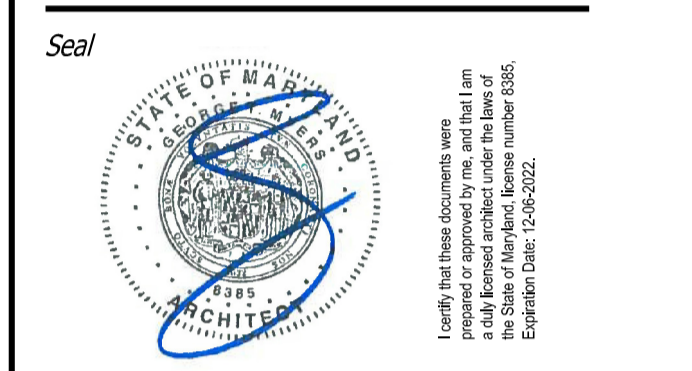 Seal
STATE OF MARYLAND
GEORGE T. MYERS
8385
ARCHITECT
I certify that these documents were
prepared or approved by me, and that I am
a duly licensed architect under the laws of
the State of Maryland, license number 8385,
Expiration Date: 12-06-2022.